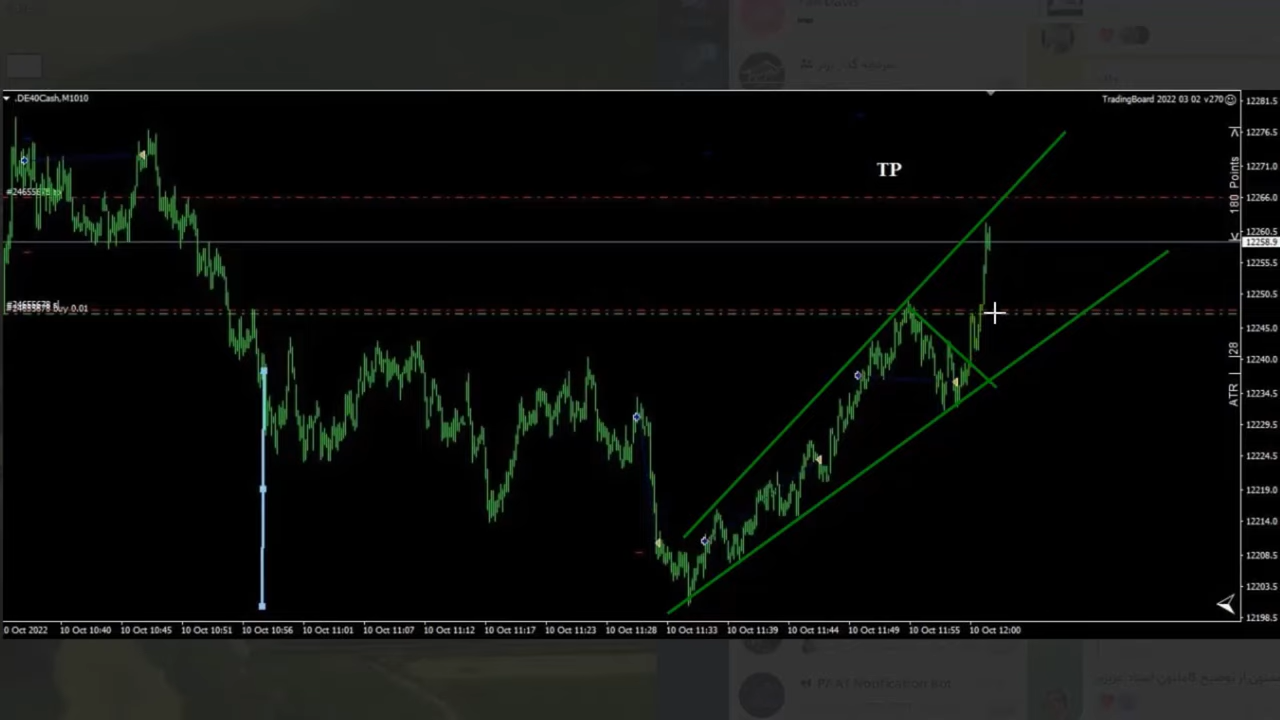 .DE40Cash,M1010
TradingBoard 2022 03 02 v270
TP
180 Points
ATR | |28
buy 0.01
12281.5
12276.5
12271.0
12266.0
12260.5
12258.9
12255.5
12250.5
12245.0
12240.0
12234.5
12229.5
12224.5
12219.0
12214.0
12208.5
12203.5
12198.5
0 Oct 2022 10 Oct 10:40 10 Oct 10:45 10 Oct 10:51 10 Oct 10:56 10 Oct 11:01 10 Oct 11:07 10 Oct 11:12 10 Oct 11:17 10 Oct 11:23 10 Oct 11:28 10 Oct 11:33 10 Oct 11:39 10 Oct 11:44 10 Oct 11:49 10 Oct 11:55 10 Oct 12:00